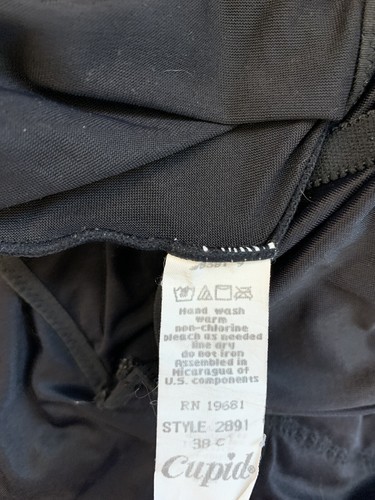 Hand wash
warm
non-chlorine
bleach as needed
line dry
do not iron
Assembled in
Nicaragua of
U.S. components
RN 19681
STYLE 2891
38 C
Cupid